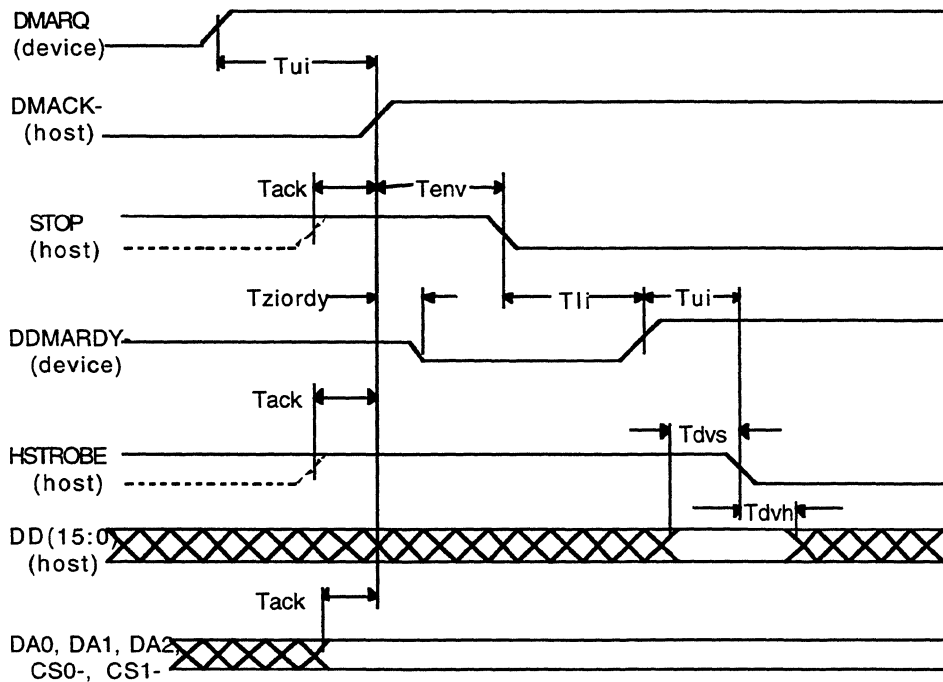 DMARQ
(device)
Tui
DMACK-
(host)
Tack
Tenv
STOP
(host)
Tziordy
Tli
Tui
DDMARDY-
(device)
Tack
Tdvs
HSTROBE
(host)
Tdvh
DD(15:0)
(host)
Tack
DA0, DA1, DA2,
CS0-, CS1-